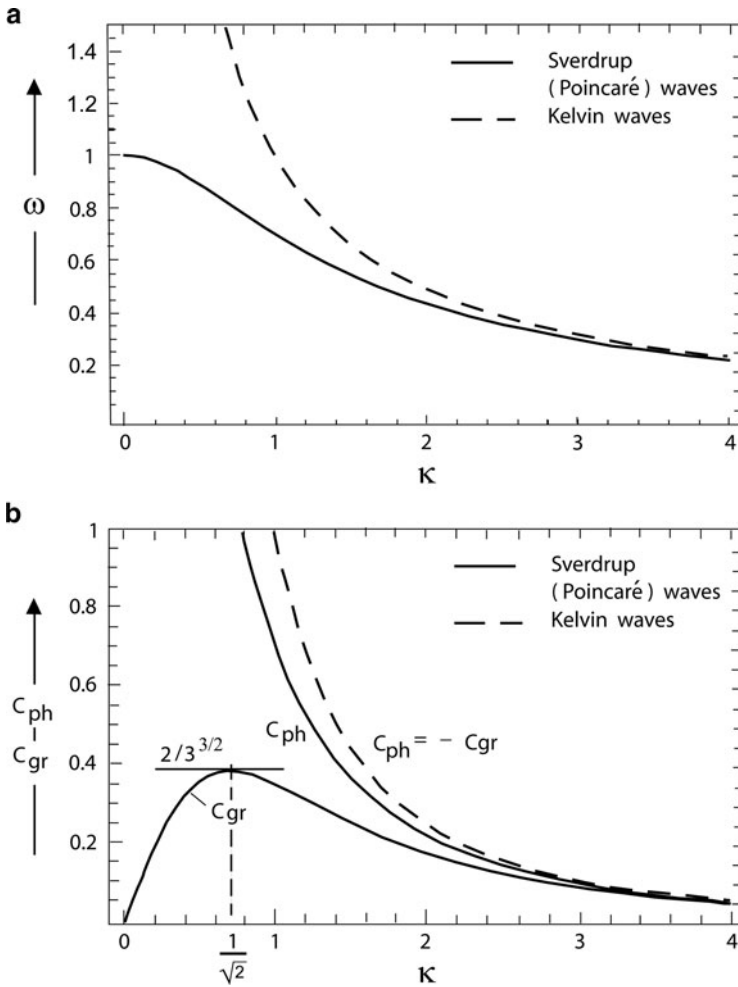 a
1.4
1.2
1
0.8
0.6
0.4
0.2
ω
Sverdrup
(Poincaré) waves
Kelvin waves
0 1 2 3 4
κ
b
1
0.8
0.6
0.4
0.2
Cph
Cgr
Sverdrup
(Poincaré) waves
Kelvin waves
2/3^3/2
Cgr
Cph
Cph = - Cgr
0 1 2 3 4
1/√2
κ